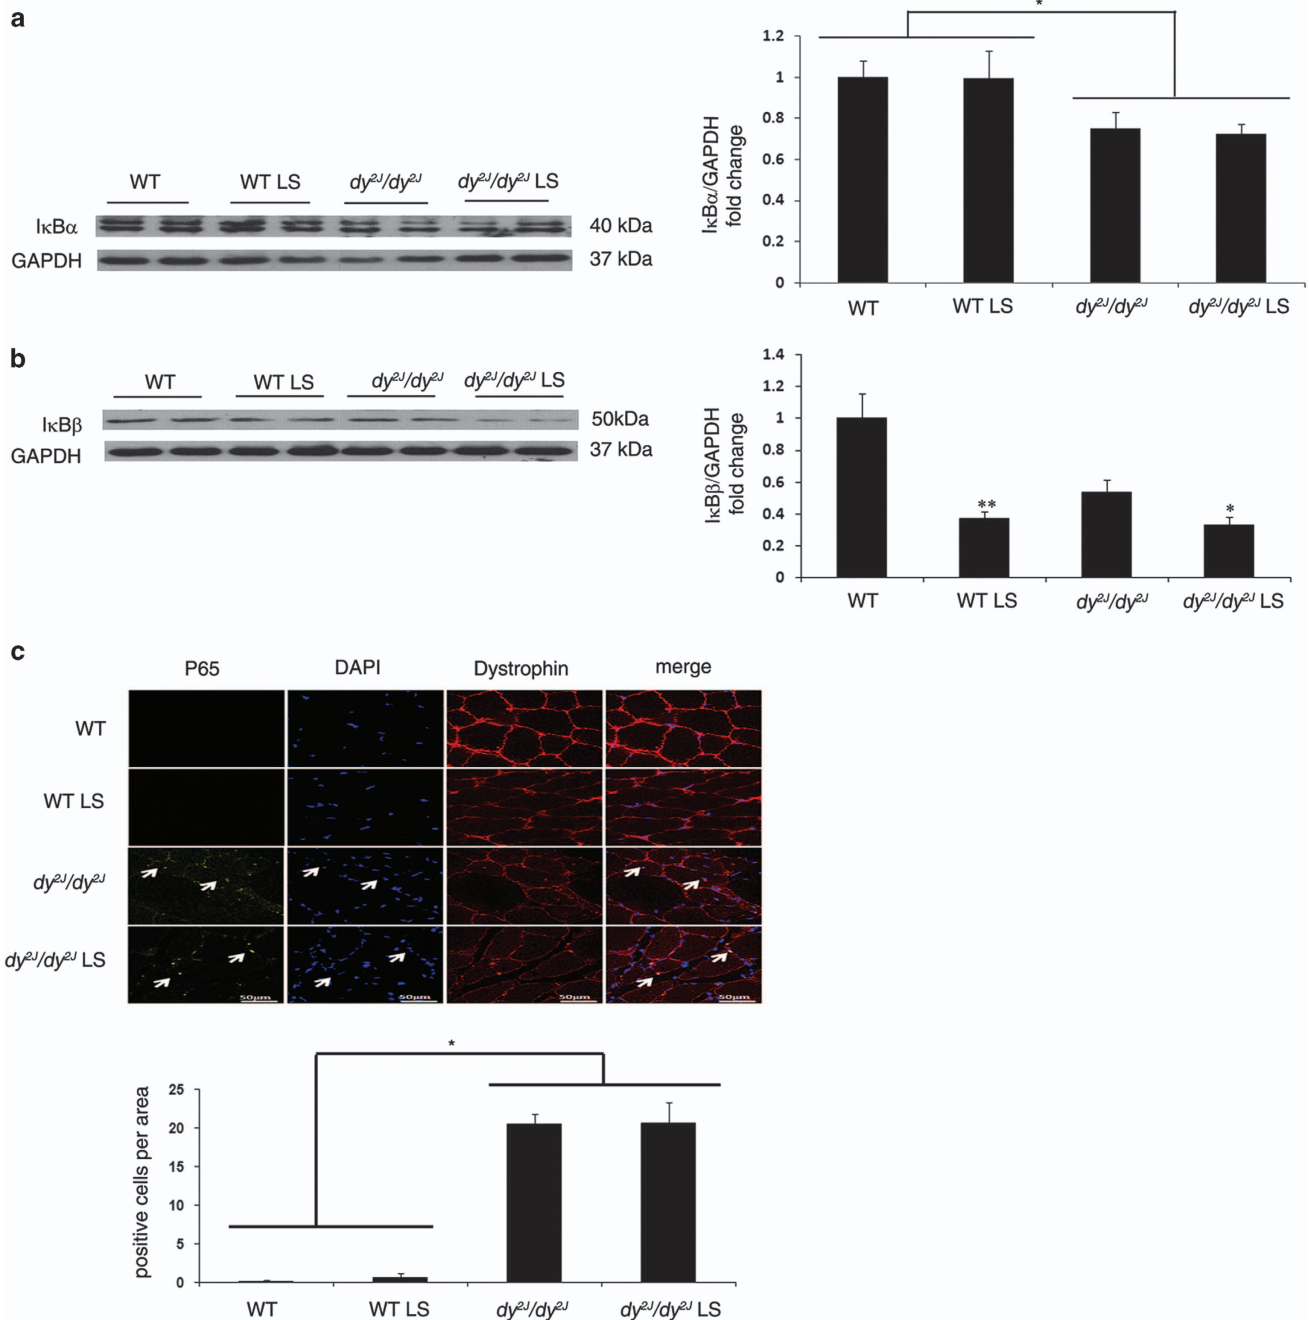 a
WT WT LS dy2J/dy2J dy2J/dy2J LS
IκBα 40 kDa
GAPDH 37 kDa
*
IκBα/GAPDH
fold change
1.2
1
0.8
0.6
0.4
0.2
0
WT WT LS dy2J/dy2J dy2J/dy2J LS
b
WT WT LS dy2J/dy2J dy2J/dy2J LS
IκBβ 50kDa
GAPDH 37 kDa
IκBβ/GAPDH
fold change
1.4
1.2
1
0.8
0.6
0.4
0.2
0
** *
WT WT LS dy2J/dy2J dy2J/dy2J LS
c
P65 DAPI Dystrophin merge
WT
WT LS
dy2J/dy2J
dy2J/dy2J LS
50μm 50μm 50μm 50μm
*
positive cells per area
25
20
15
10
5
0
WT WT LS dy2J/dy2J dy2J/dy2J LS